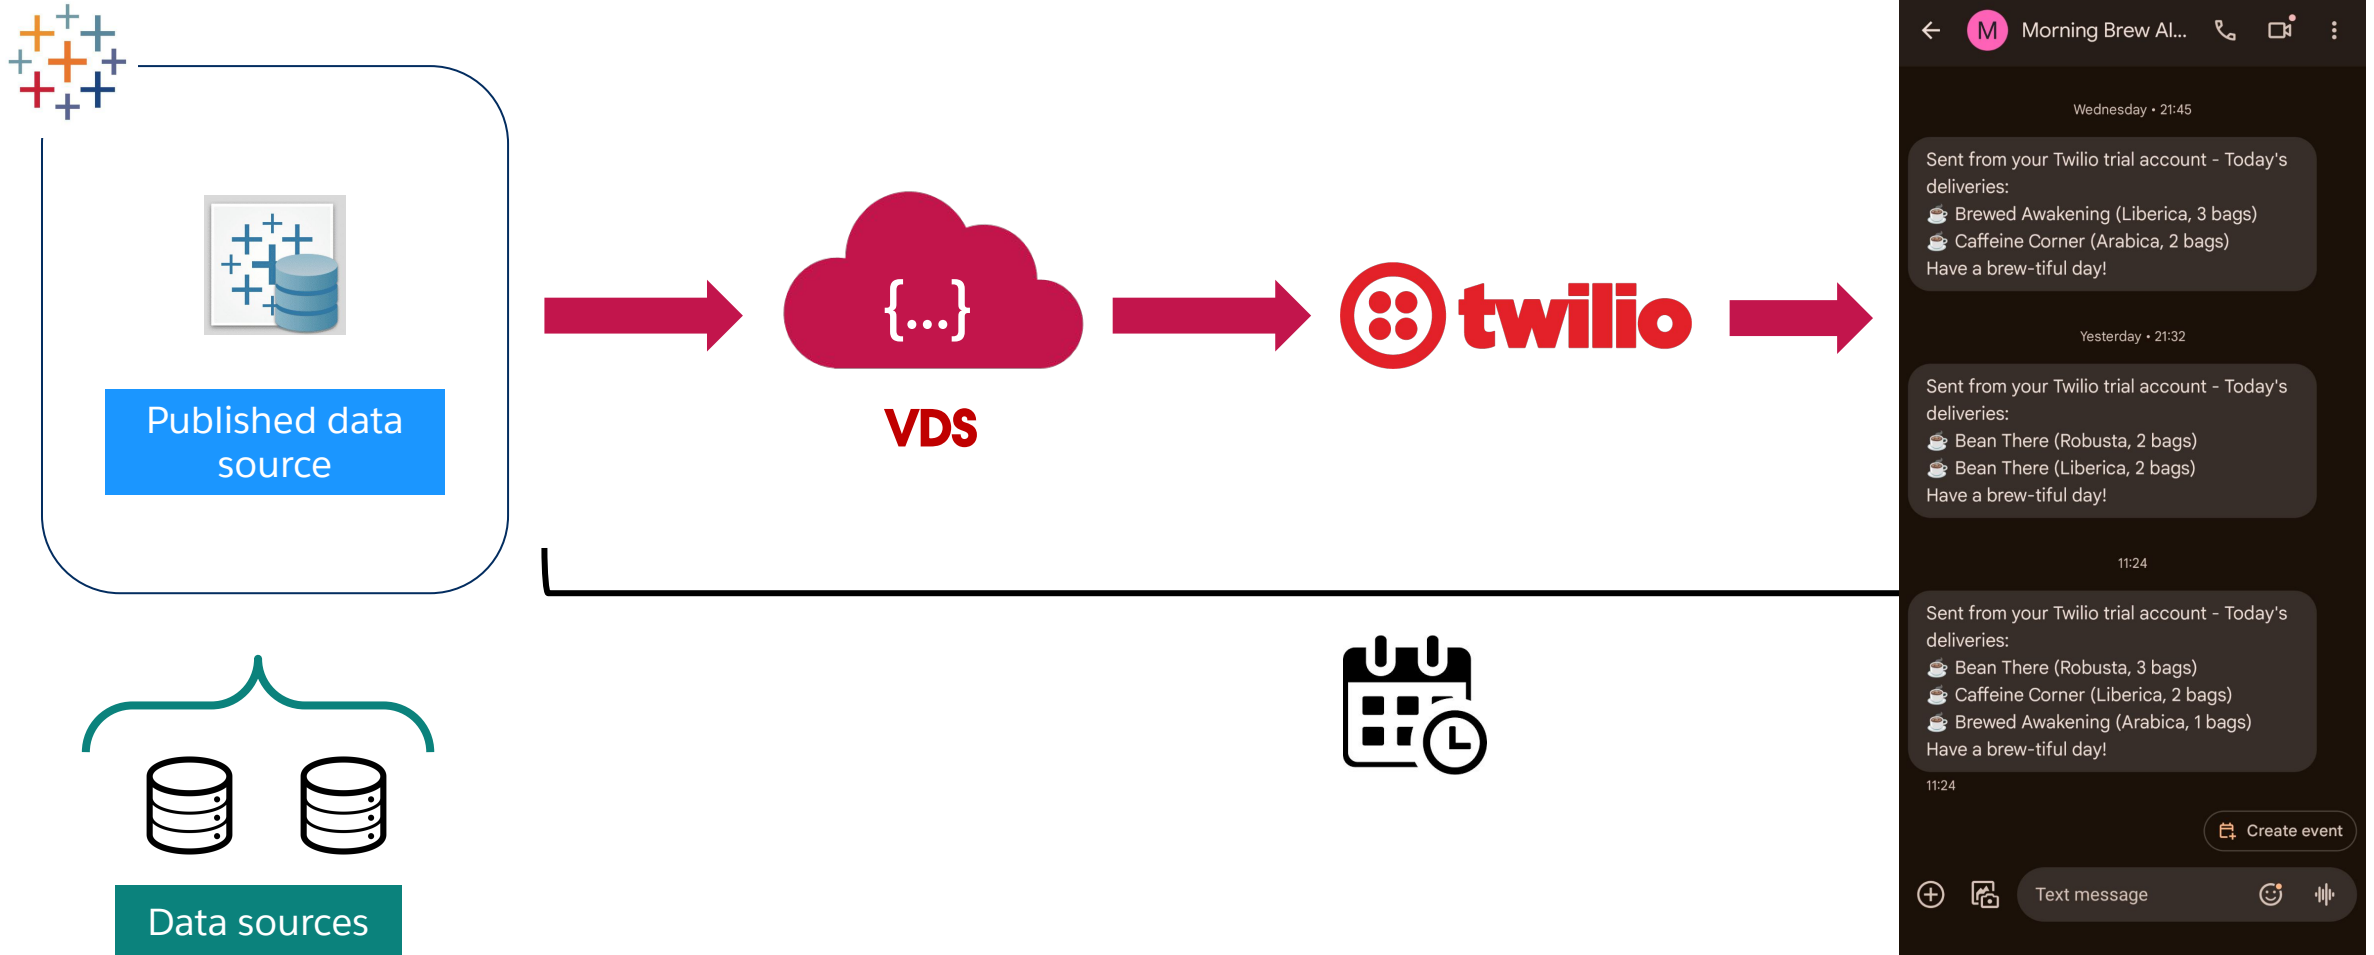 Published data
source
Data sources
{...}
VDS
twilio
M
Morning Brew Al...
Wednesday • 21:45
Sent from your Twilio trial account - Today's
deliveries:
☕ Brewed Awakening (Liberica, 3 bags)
☕ Caffeine Corner (Arabica, 2 bags)
Have a brew-tiful day!
Yesterday • 21:32
Sent from your Twilio trial account - Today's
deliveries:
☕ Bean There (Robusta, 2 bags)
☕ Bean There (Liberica, 2 bags)
Have a brew-tiful day!
11:24
Sent from your Twilio trial account - Today's
deliveries:
☕ Bean There (Robusta, 3 bags)
☕ Caffeine Corner (Liberica, 2 bags)
☕ Brewed Awakening (Arabica, 1 bags)
Have a brew-tiful day!
11:24
Create event
Text message